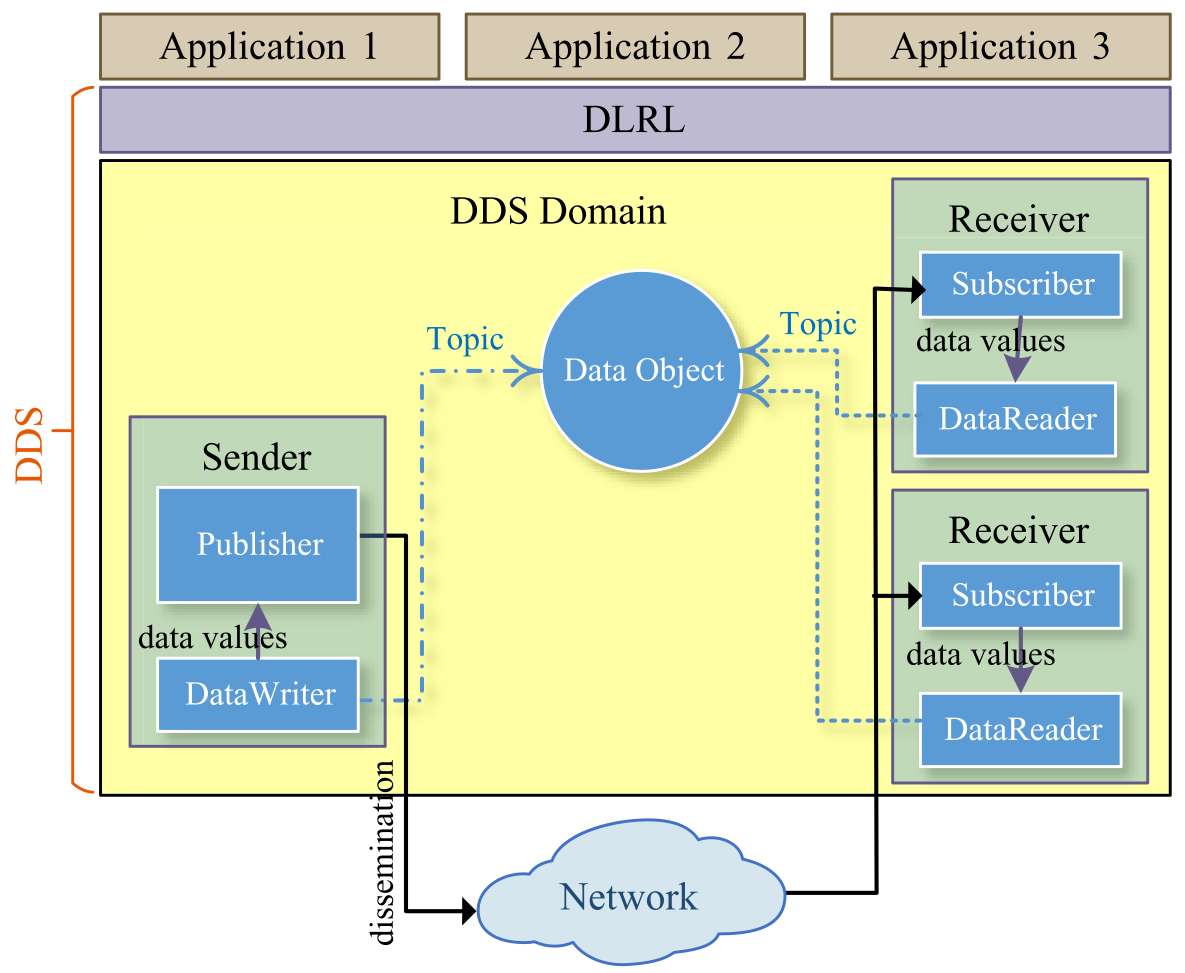 Application 1
Application 2
Application 3
DLRL
DDS
DDS Domain
Receiver
Subscriber
data values
DataReader
Topic
Topic
Data Object
Sender
Publisher
data values
DataWriter
Receiver
Subscriber
data values
DataReader
dissemination
Network